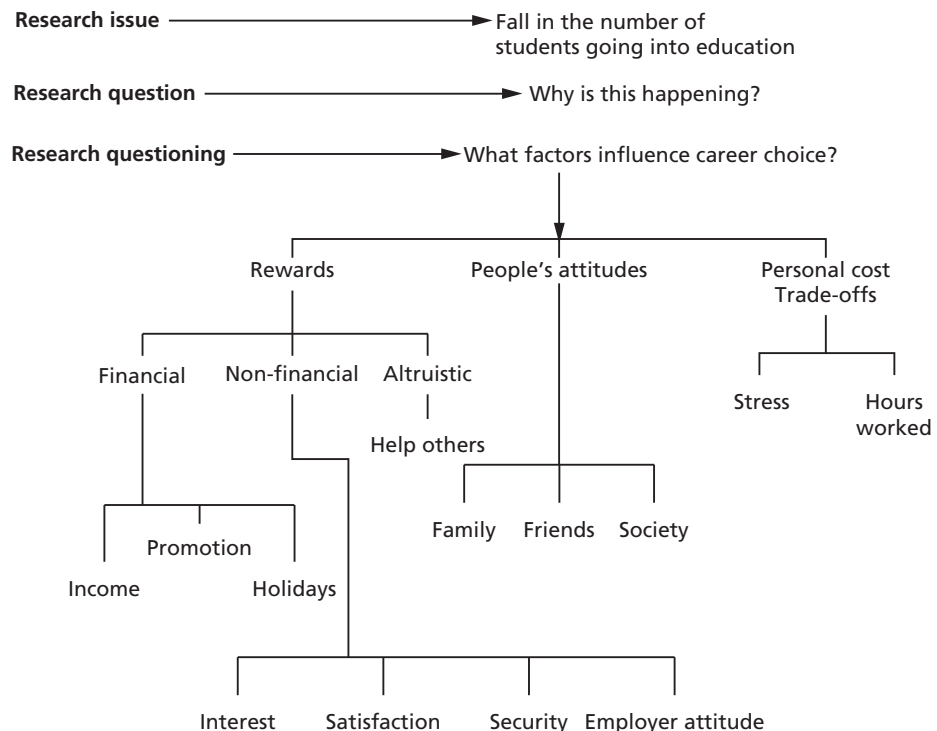 Research issue Fall in the number of
students going into education
Research question Why is this happening?
Research questioning What factors influence career choice?
Rewards People's attitudes Personal cost
Trade-offs
Financial Non-financial Altruistic
Stress Hours
worked
Help others
Family Friends Society
Promotion
Income Holidays
Interest Satisfaction Security Employer attitude